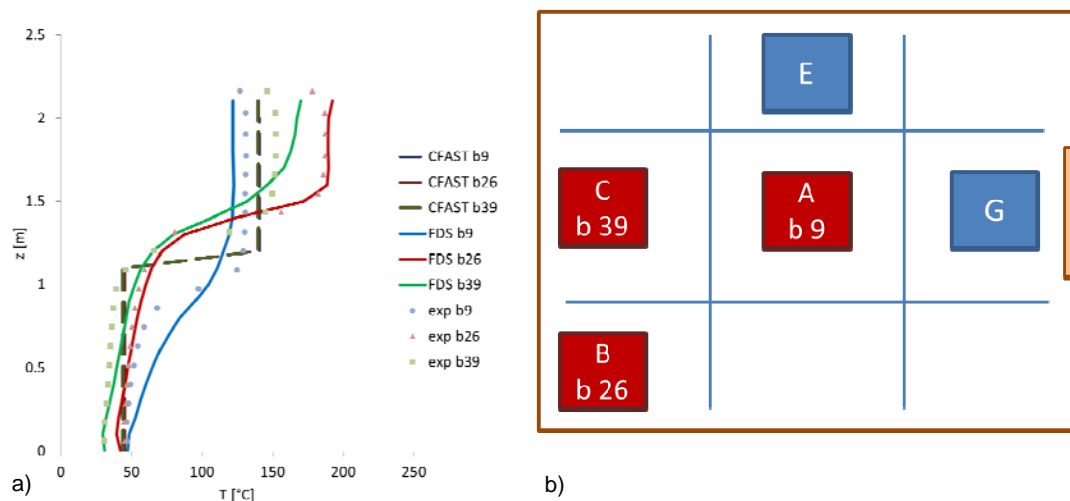 2.5
2
1.5
1
0.5
0
z [m]
0
50
100
150
200
250
T [°C]
CFAST b9
CFAST b26
CFAST b39
FDS b9
FDS b26
FDS b39
exp b9
exp b26
exp b39
a)
E
C
b 39
A
b 9
G
B
b 26
b)